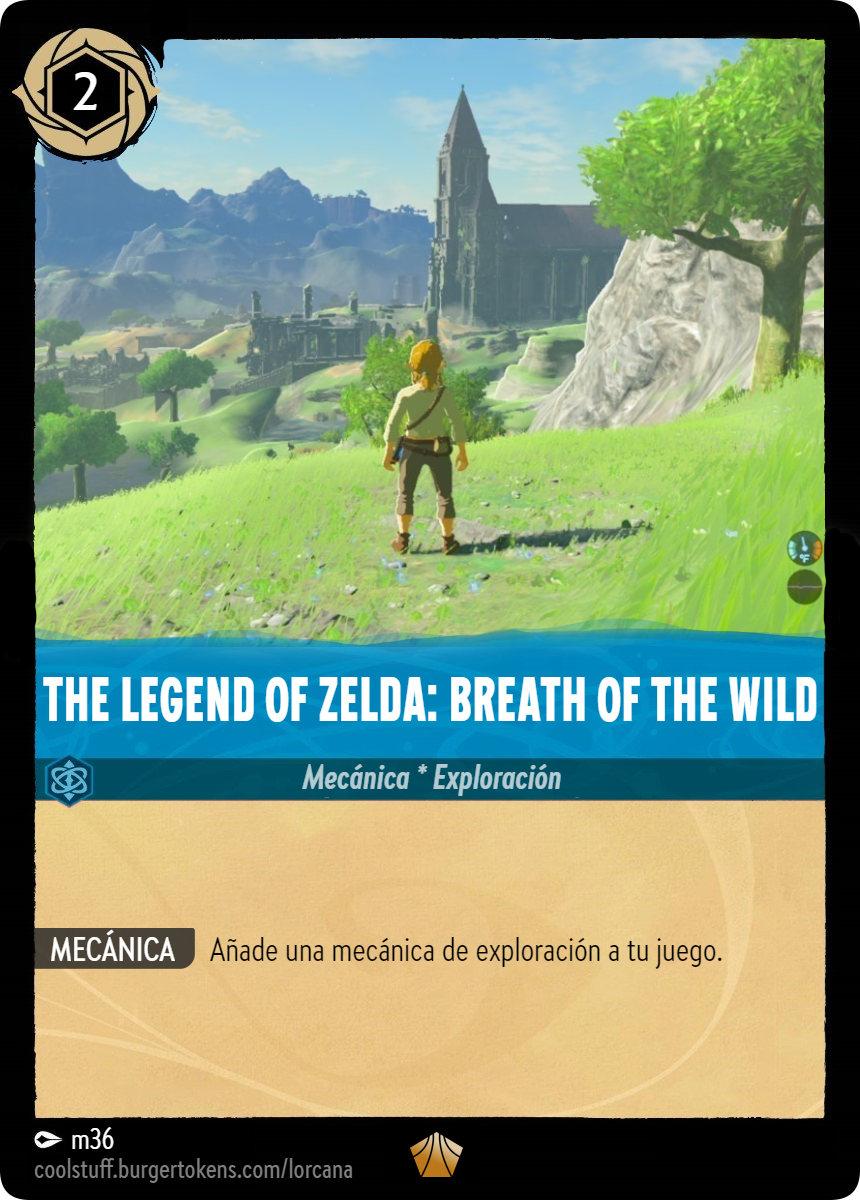 2
°F
THE LEGEND OF ZELDA: BREATH OF THE WILD
Mecánica * Exploración
MECÁNICA Añade una mecánica de exploración a tu juego.
m36
coolstuff.burgertokens.com/lorcana